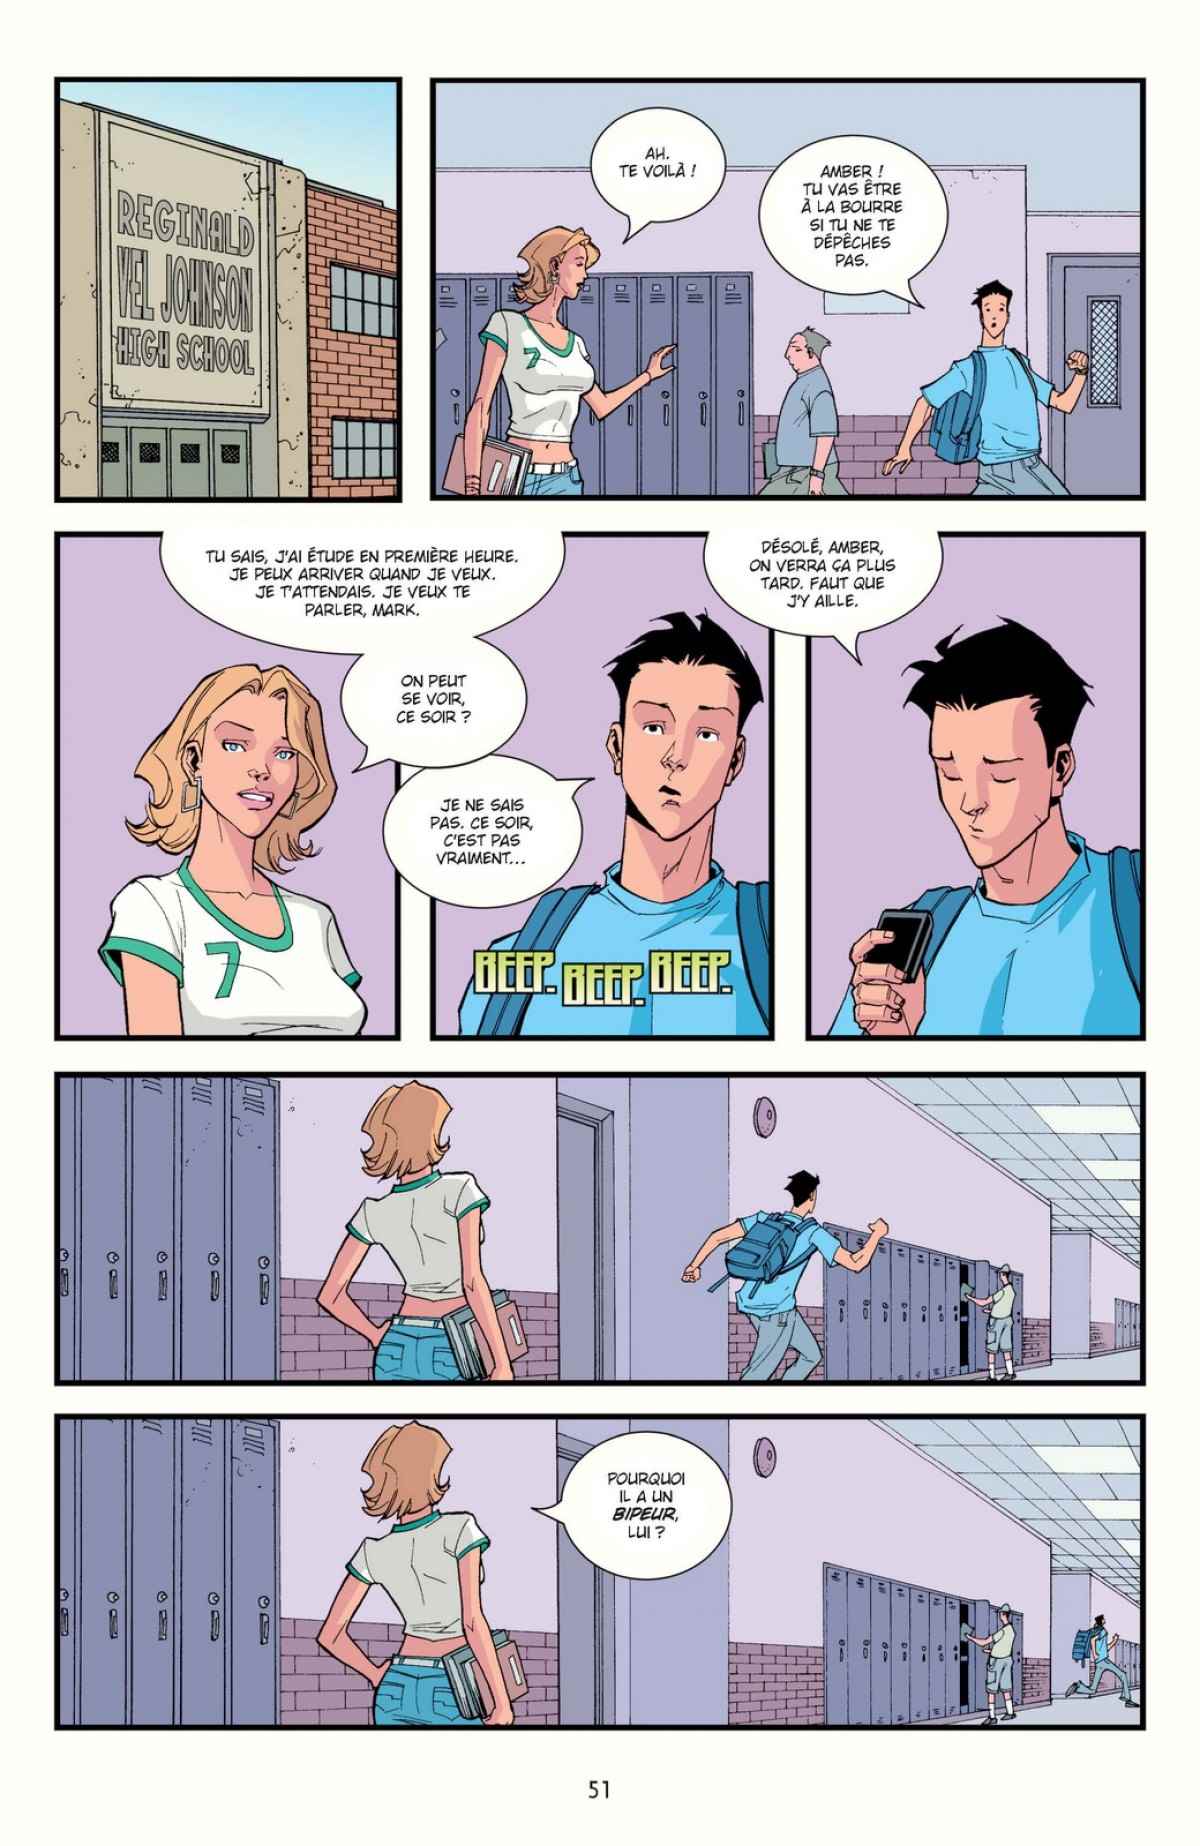 REGINALD
VEL JOHNSON
HIGH SCHOOL
AH.
TE VOILÀ !
AMBER !
TU VAS ÊTRE
À LA BOURRE
SI TU NE TE
DÉPÊCHES
PAS.
7
TU SAIS, J'AI ÉTUDE EN PREMIÈRE HEURE.
JE PEUX ARRIVER QUAND JE VEUX.
JE T'ATTENDAIS. JE VEUX TE
PARLER, MARK.
ON PEUT
SE VOIR,
CE SOIR ?
7
JE NE SAIS
PAS. CE SOIR,
C'EST PAS
VRAIMENT...
BEEP. BEEP. BEEP.
DÉSOLÉ, AMBER,
ON VERRA ÇA PLUS
TARD. FAUT QUE
J'Y AILLE.
POURQUOI
IL A UN
BIPEUR,
LUI ?
51